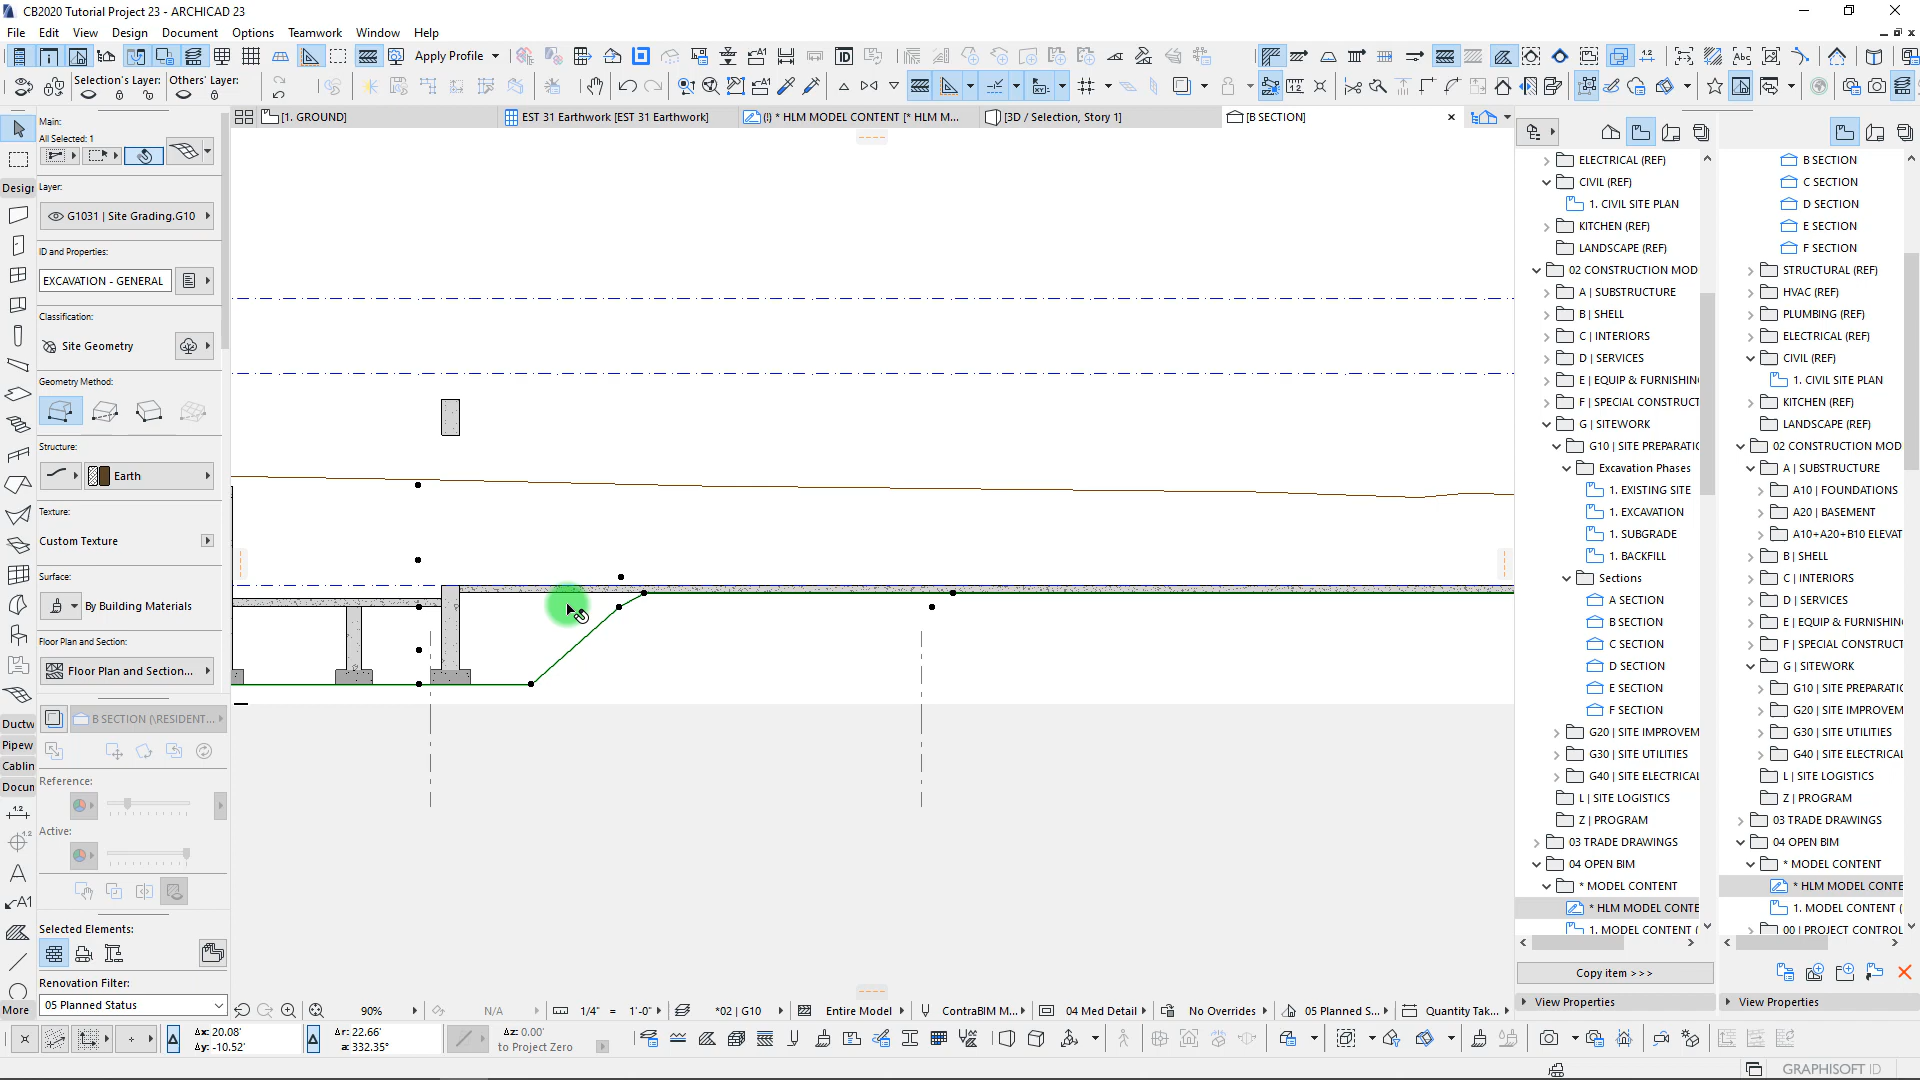 CB2020 Tutorial Project 23 - ARCHICAD 23
File Edit View Design Document Options Teamwork Window Help
Apply Profile
Selection's Layer: Others' Layer:
[1. GROUND]
EST 31 Earthwork [EST 31 Earthwork]
(!) * HLM MODEL CONTENT [* HLM M...
[3D / Selection, Story 1]
[B SECTION]
Main:
All Selected: 1
Design
Layer:
G1031 | Site Grading.G10
ID and Properties:
EXCAVATION - GENERAL
Classification:
Site Geometry
Geometry Method:
Structure:
Earth
Texture:
Custom Texture
Surface:
By Building Materials
Floor Plan and Section:
Floor Plan and Section...
B SECTION (\RESIDENT...
Ductw
Pipew
Cablin
Docun
More
Reference:
Active:
Selected Elements:
Renovation Filter:
05 Planned Status
ELECTRICAL (REF)
CIVIL (REF)
1. CIVIL SITE PLAN
KITCHEN (REF)
LANDSCAPE (REF)
02 CONSTRUCTION MOD
A | SUBSTRUCTURE
B | SHELL
C | INTERIORS
D | SERVICES
E | EQUIP & FURNISHIN
F | SPECIAL CONSTRUCT
G | SITEWORK
G10 | SITE PREPARATIO
Excavation Phases
1. EXISTING SITE
1. EXCAVATION
1. SUBGRADE
1. BACKFILL
Sections
A SECTION
B SECTION
C SECTION
D SECTION
E SECTION
F SECTION
G20 | SITE IMPROVEM
G30 | SITE UTILITIES
G40 | SITE ELECTRICAL
L | SITE LOGISTICS
Z | PROGRAM
03 TRADE DRAWINGS
04 OPEN BIM
* MODEL CONTENT
* HLM MODEL CONTE
1. MODEL CONTENT (
Copy item >>>
View Properties
B SECTION
C SECTION
D SECTION
E SECTION
F SECTION
STRUCTURAL (REF)
HVAC (REF)
PLUMBING (REF)
ELECTRICAL (REF)
CIVIL (REF)
1. CIVIL SITE PLAN
KITCHEN (REF)
LANDSCAPE (REF)
02 CONSTRUCTION MOD
A | SUBSTRUCTURE
A10 | FOUNDATIONS
A20 | BASEMENT
A10+A20+B10 ELEVAT
B | SHELL
C | INTERIORS
D | SERVICES
E | EQUIP & FURNISHIN
F | SPECIAL CONSTRUCT
G | SITEWORK
G10 | SITE PREPARATIO
G20 | SITE IMPROVEM
G30 | SITE UTILITIES
G40 | SITE ELECTRICAL
L | SITE LOGISTICS
Z | PROGRAM
03 TRADE DRAWINGS
04 OPEN BIM
* MODEL CONTENT
* HLM MODEL CONTE
1. MODEL CONTENT (
00 | PROJECT CONTROL
View Properties
90% N/A 1/4" = 1'-0" *02 | G10 Entire Model ContraBIM M... 04 Med Detail No Overrides 05 Planned S... Quantity Tak...
Δx: 20.08' Δr: 22.66' Δz: 0.00'
Δy: -10.52' a: 332.35° to Project Zero
GRAPHISOFT ID